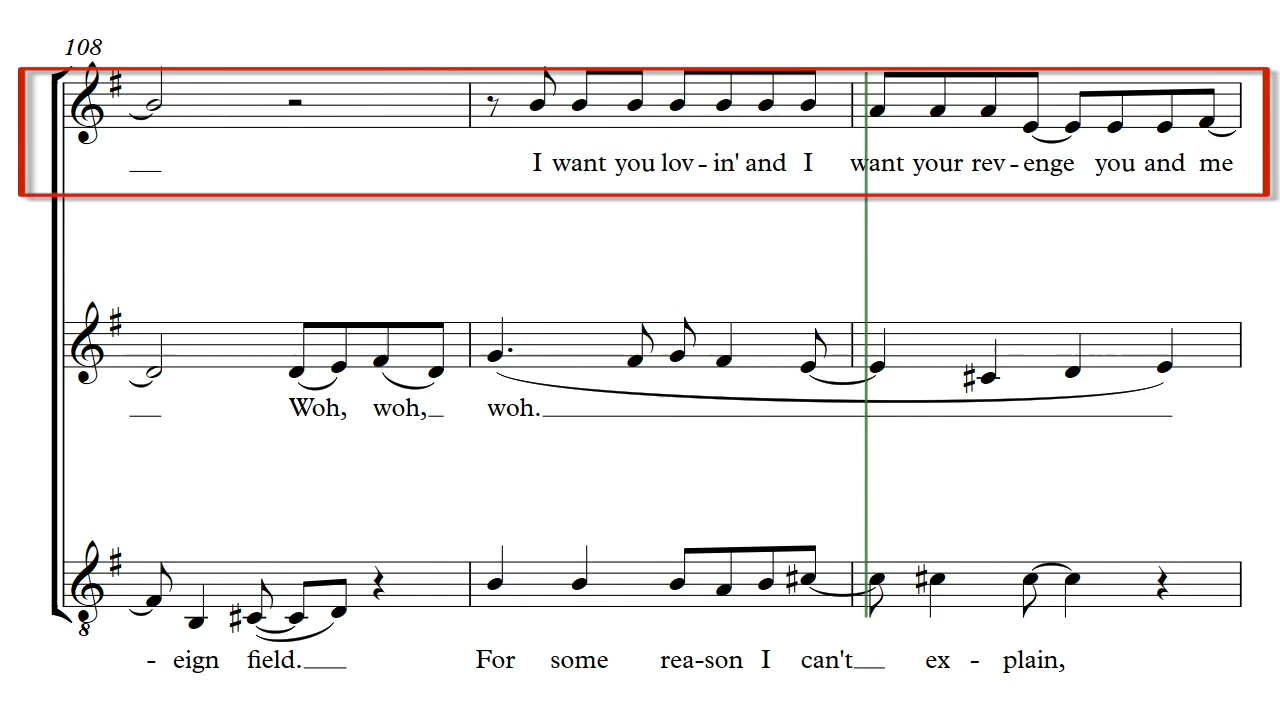 108
I want you lov - in' and I want your rev - enge you and me
Woh, woh, woh.
8
- eign field. For some rea - son I can't ex - plain,